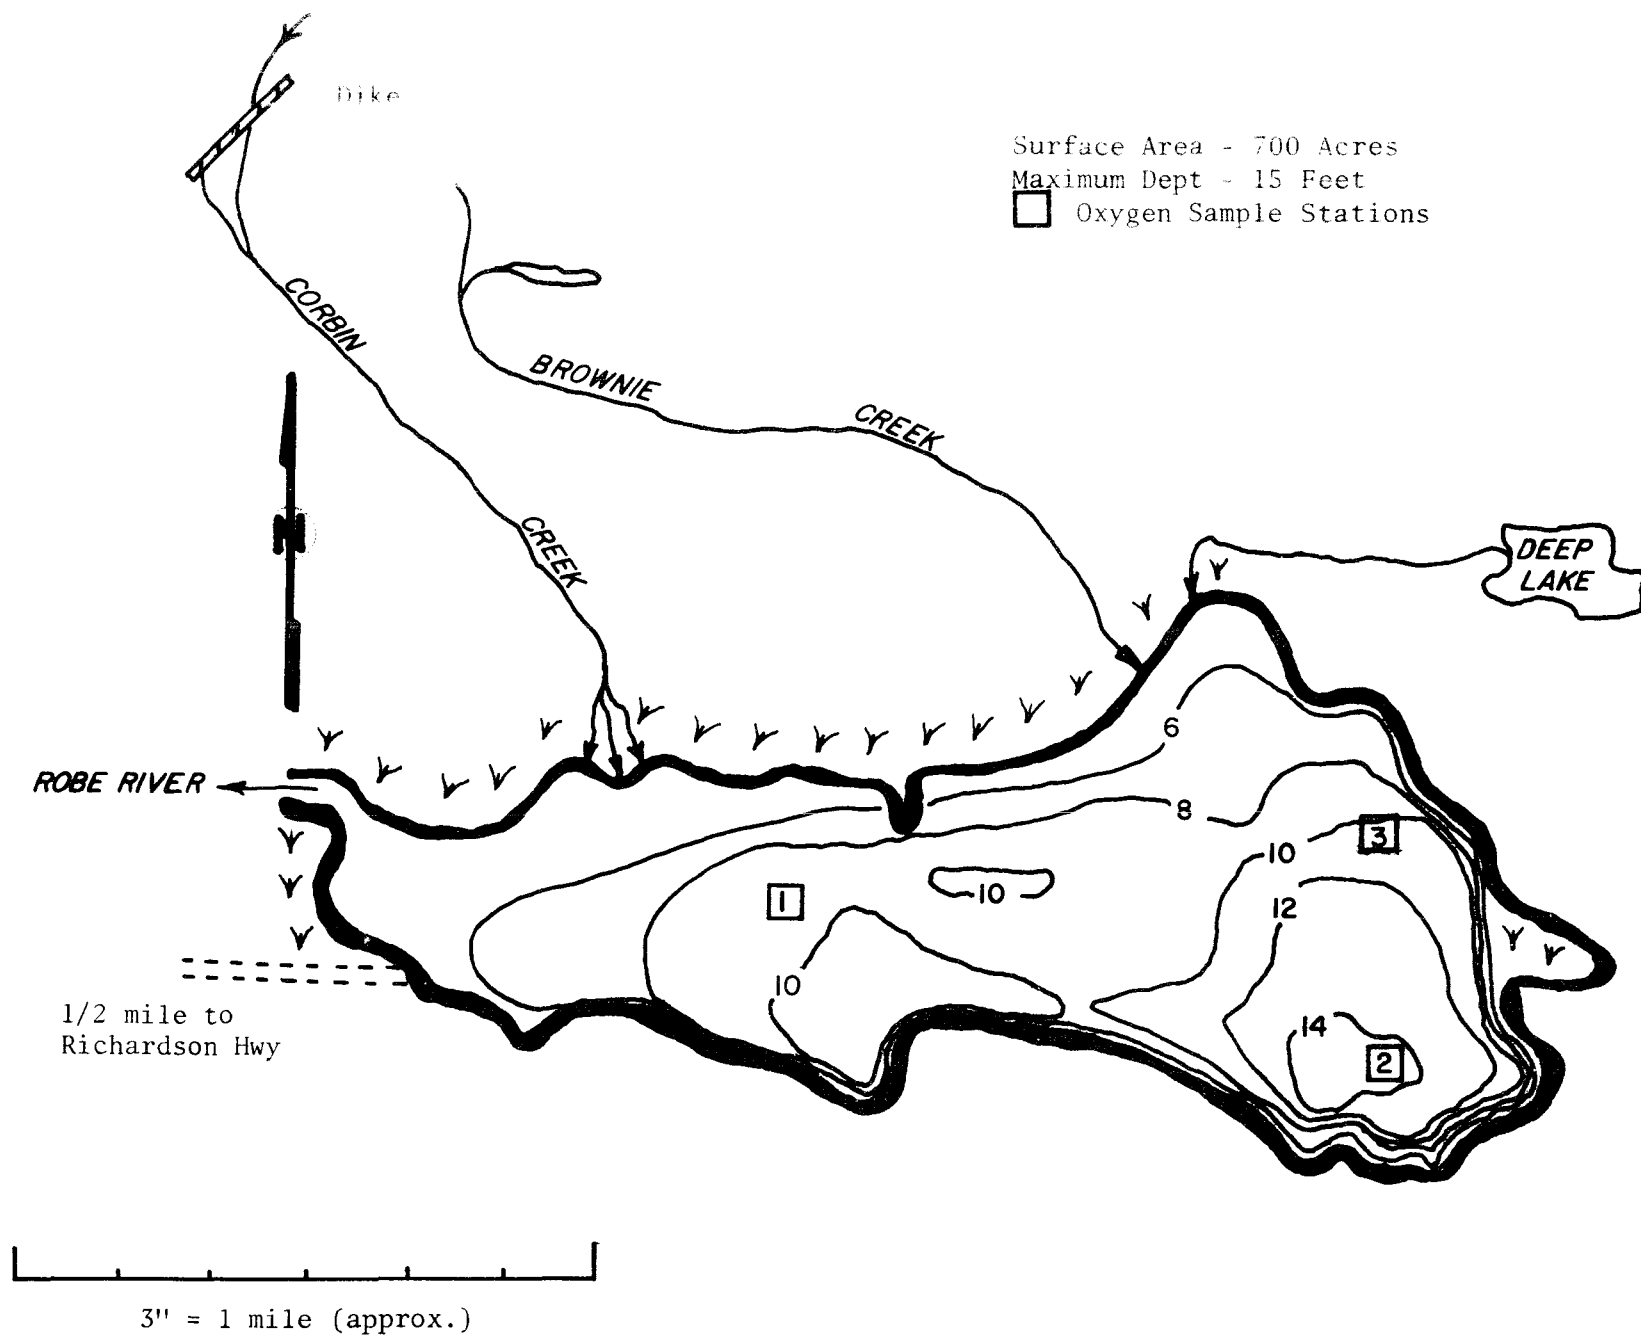 Dike
Surface Area - 700 Acres
Maximum Dept - 15 Feet
Oxygen Sample Stations
CORBIN
CREEK
BROWNIE
CREEK
N
DEEP
LAKE
ROBE RIVER
6
8
10
3
12
1
10
10
14
2
1/2 mile to
Richardson Hwy
3" = 1 mile (approx.)